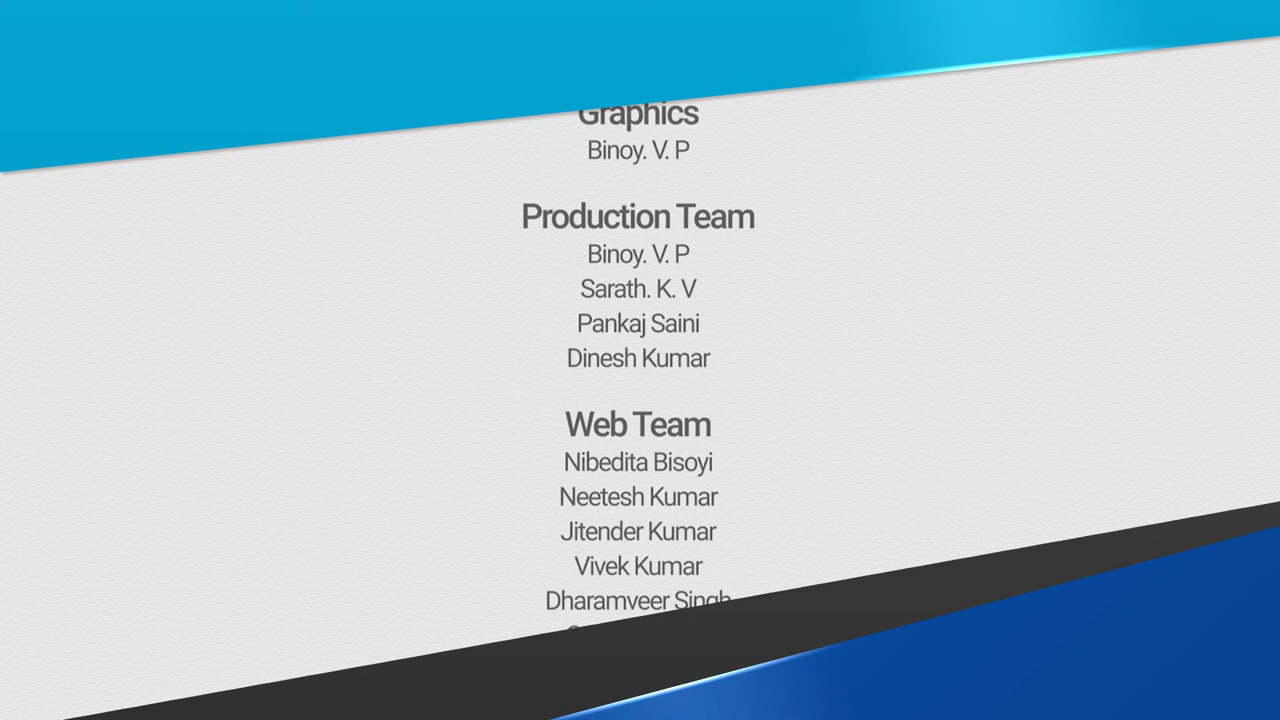 Graphics
Binoy. V. P
Production Team
Binoy. V. P
Sarath. K. V
Pankaj Saini
Dinesh Kumar
Web Team
Nibedita Bisoyi
Neetesh Kumar
Jitender Kumar
Vivek Kumar
Dharamveer Singh